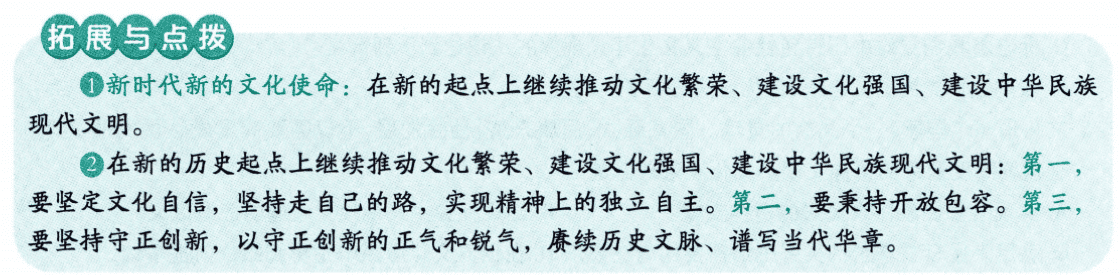 拓展与点拨
❶新时代新的文化使命：在新的起点上继续推动文化繁荣、建设文化强国、建设中华民族
现代文明。
❷在新的历史起点上继续推动文化繁荣、建设文化强国、建设中华民族现代文明：第一，
要坚定文化自信，坚持走自己的路，实现精神上的独立自主。第二，要秉持开放包容。第三，
要坚持守正创新，以守正创新的正气和锐气，赓续历史文脉、谱写当代华章。